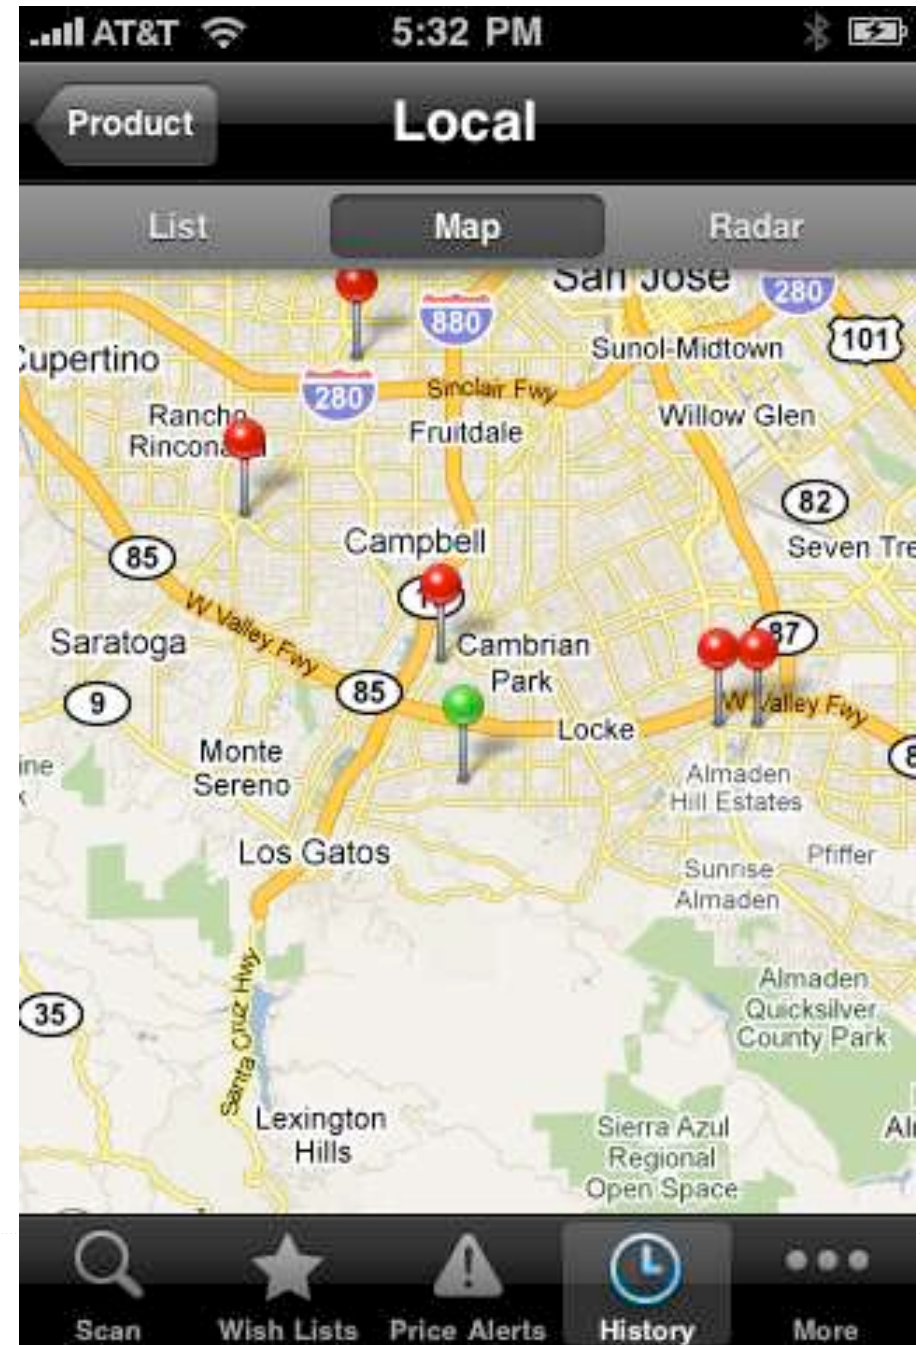 AT&T 5:32 PM
Product Local
List Map Radar
San Jose
280
880
101
Cupertino
Sunol-Midtown
280
Sinclair Fwy
Rancho
Willow Glen
Fruitdale
82
Campbell
Seven Tre
85
W Valley Fwy
87
Saratoga
Cambrian
Park
85
9
W Valley Fwy
Locke
Monte
Sereno
Almaden
Hill Estates
Los Gatos
Pfiffer
Sunrise
Almaden
Almaden
Quicksilver
County Park
35
Santa Cruz Hwy
Lexington
Hills
Sierra Azul
Regional
Open Space
Scan Wish Lists Price Alerts History More